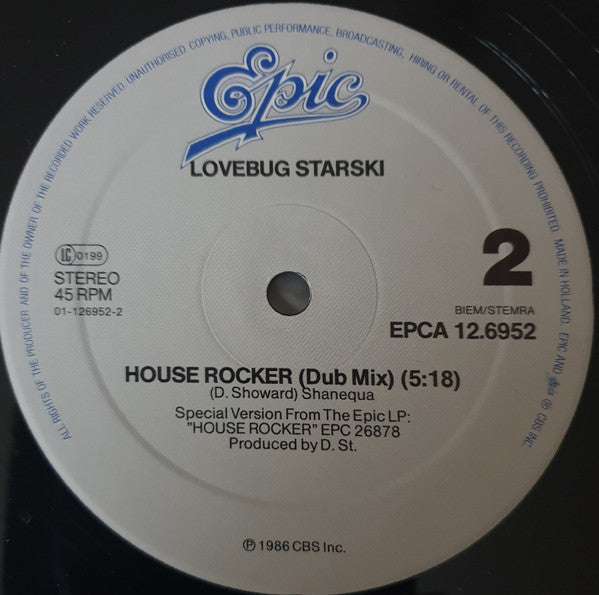 ALL RIGHTS OF THE PRODUCER AND OF THE OWNER OF THE RECORDED WORK RESERVED. UNAUTHORISED COPYING, PUBLIC PERFORMANCE, BROADCASTING, HIRING OR RENTAL OF THIS RECORDING PROHIBITED. MADE IN HOLLAND. EPIC AND ℗ CBS INC.
Epic
LOVEBUG STARSKI
LC 0199
STEREO
45 RPM
01-126952-2
2
BIEM/STEMRA
EPCA 12.6952
HOUSE ROCKER (Dub Mix) (5:18)
(D. Showard) Shanequa
Special Version From The Epic LP:
"HOUSE ROCKER" EPC 26878
Produced by D. St.
℗ 1986 CBS Inc.